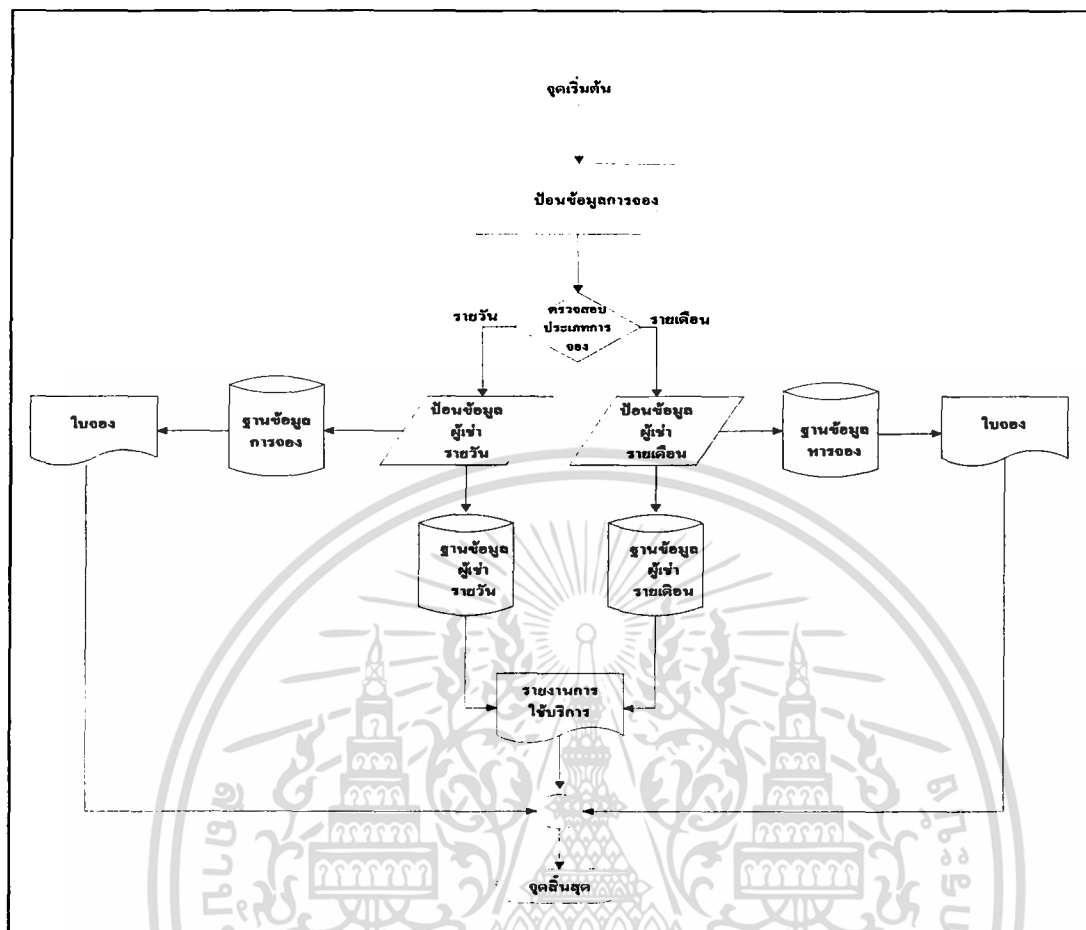 จุดเริ่มต้น
ป้อนข้อมูลการจอง
รายวัน
ตรวจสอบ
ประเภทการ
จอง
รายเดือน
ใบจอง
ฐานข้อมูล
การจอง
ป้อนข้อมูล
ผู้เช่า
รายวัน
ป้อนข้อมูล
ผู้เช่า
รายเดือน
ฐานข้อมูล
หารจอง
ใบจอง
ฐานข้อมูล
ผู้เช่า
รายวัน
ฐานข้อมูล
ผู้เช่า
รายเดือน
รายงานการ
ใช้บริการ
จุดสิ้นสุด